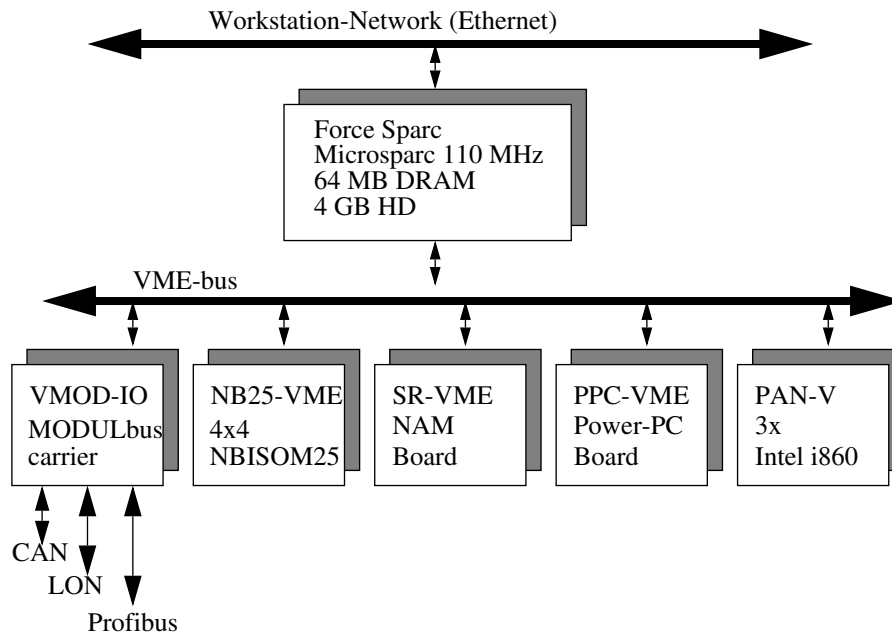 Workstation-Network (Ethernet)
Force Sparc
Microsparc 110 MHz
64 MB DRAM
4 GB HD
VME-bus
VMOD-IO
MODULbus
carrier
NB25-VME
4x4
NBISOM25
SR-VME
NAM
Board
PPC-VME
Power-PC
Board
PAN-V
3x
Intel i860
CAN
LON
Profibus